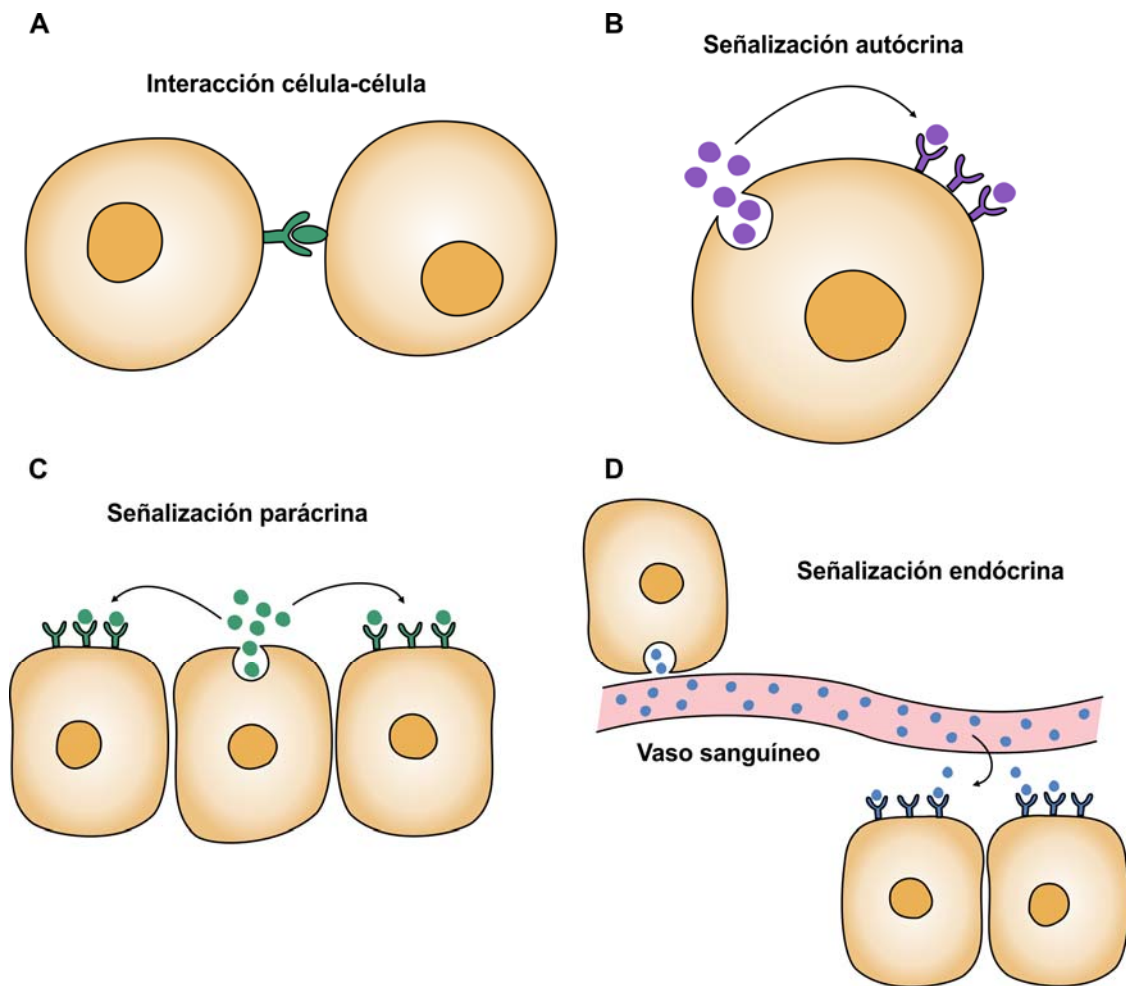 A
Interacción célula-célula
B
Señalización autócrina
C
Señalización parácrina
D
Señalización endócrina
Vaso sanguíneo